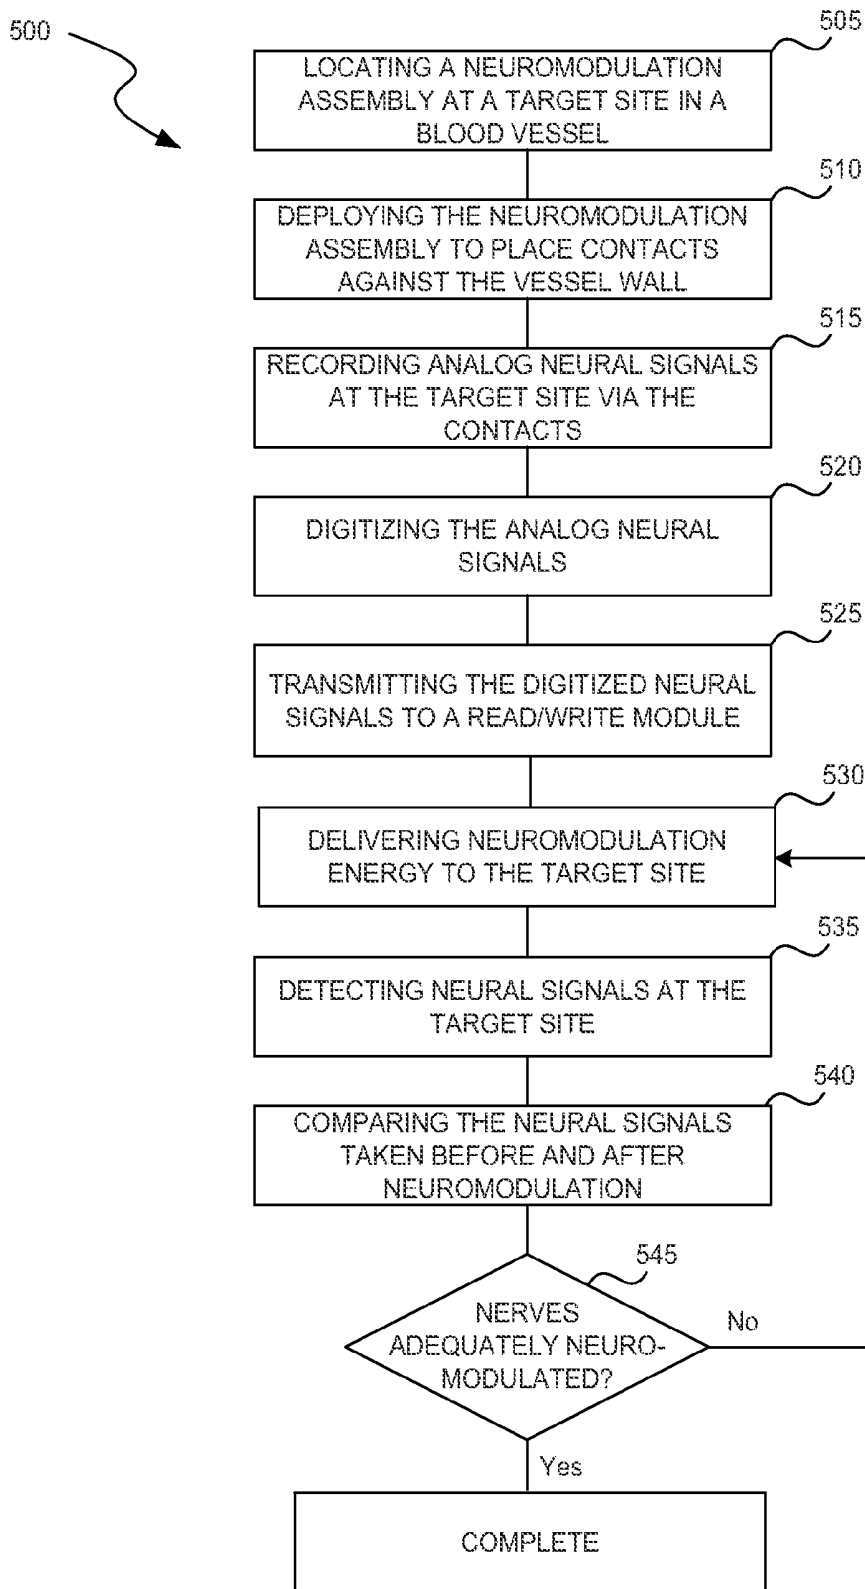 500
505
LOCATING A NEUROMODULATION
ASSEMBLY AT A TARGET SITE IN A
BLOOD VESSEL
510
DEPLOYING THE NEUROMODULATION
ASSEMBLY TO PLACE CONTACTS
AGAINST THE VESSEL WALL
515
RECORDING ANALOG NEURAL SIGNALS
AT THE TARGET SITE VIA THE
CONTACTS
520
DIGITIZING THE ANALOG NEURAL
SIGNALS
525
TRANSMITTING THE DIGITIZED NEURAL
SIGNALS TO A READ/WRITE MODULE
530
DELIVERING NEUROMODULATION
ENERGY TO THE TARGET SITE
535
DETECTING NEURAL SIGNALS AT THE
TARGET SITE
540
COMPARING THE NEURAL SIGNALS
TAKEN BEFORE AND AFTER
NEUROMODULATION
545
NERVES
ADEQUATELY NEURO-
MODULATED?
No
Yes
COMPLETE